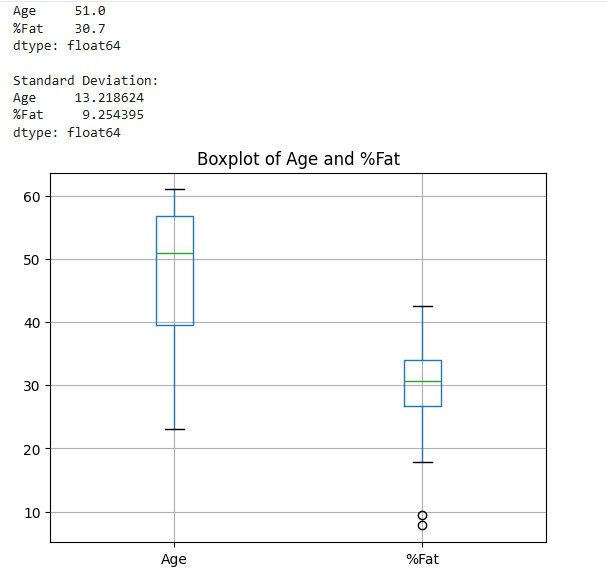 Age     51.0
%Fat    30.7
dtype: float64
Standard Deviation:
Age     13.218624
%Fat     9.254395
dtype: float64
Boxplot of Age and %Fat
60
50
40
30
20
10
Age %Fat